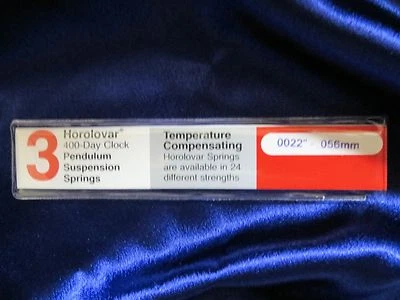 3
Horolovar®
400-Day Clock
Pendulum
Suspension
Springs
Temperature
Compensating
Horolovar Springs
are available in 24
different strengths
0022" 056mm